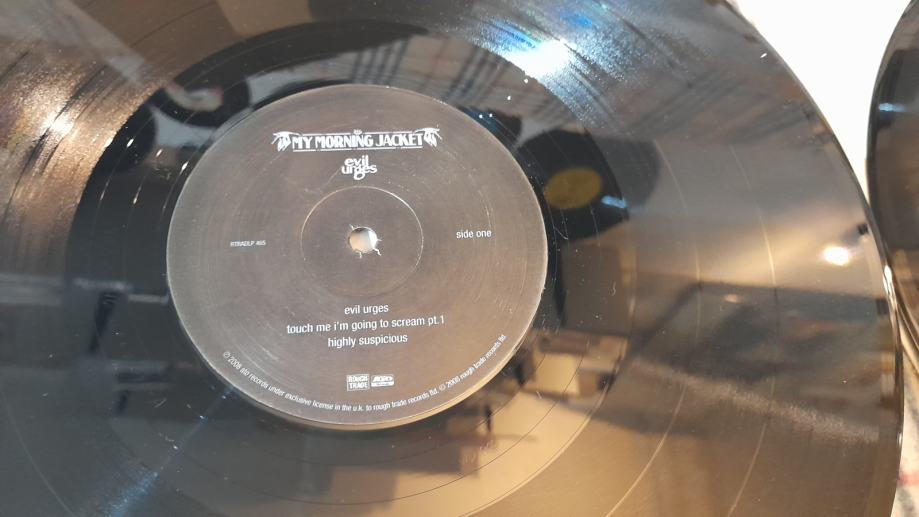 MY MORNING JACKET
evil
urges
RTRADLP 465
side one
evil urges
touch me i'm going to scream pt.1
highly suspicious
ROUGH
TRADE
℗ 2008 ato records under exclusive license in the u.k. to rough trade records ltd. © 2008 rough trade records ltd.